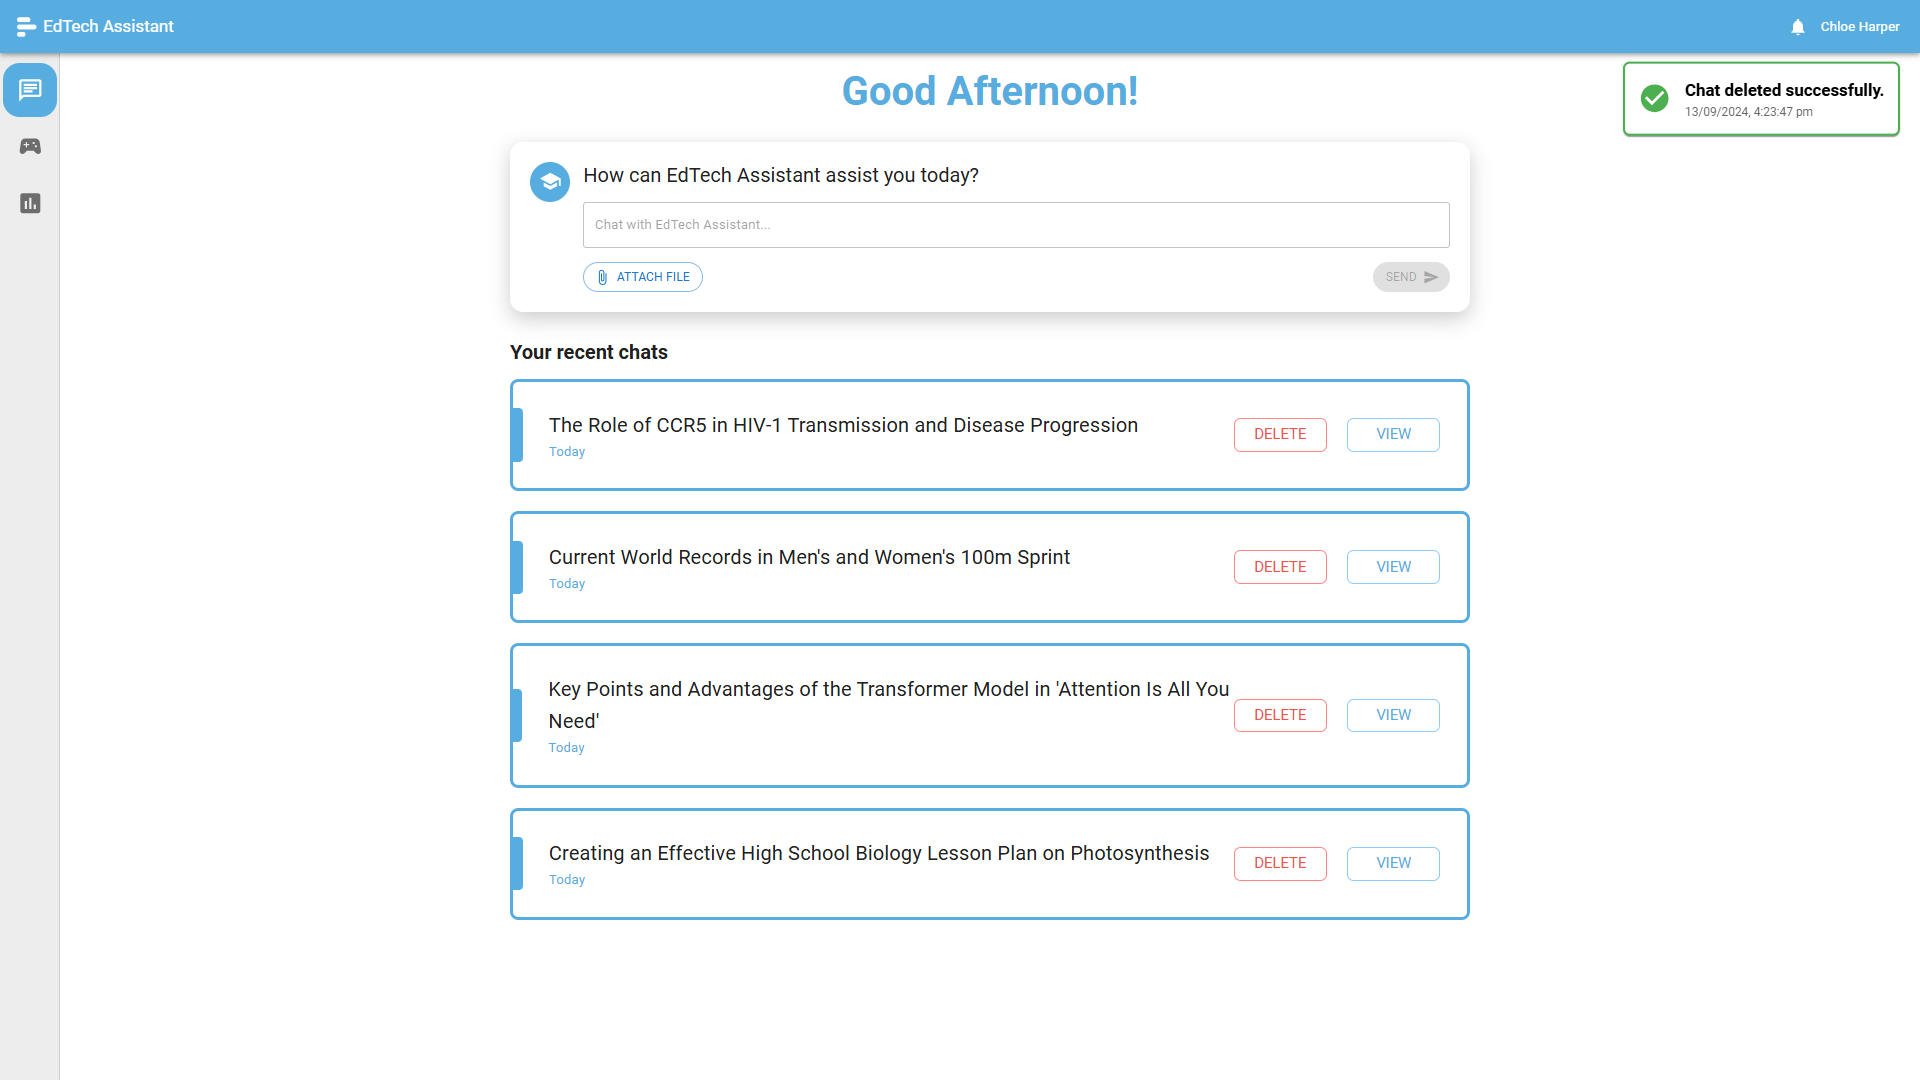 EdTech Assistant
Chloe Harper
Good Afternoon!
Chat deleted successfully.
13/09/2024, 4:23:47 pm
How can EdTech Assistant assist you today?
Chat with EdTech Assistant...
ATTACH FILE
SEND
Your recent chats
The Role of CCR5 in HIV-1 Transmission and Disease Progression
Today
DELETE
VIEW
Current World Records in Men's and Women's 100m Sprint
Today
DELETE
VIEW
Key Points and Advantages of the Transformer Model in 'Attention Is All You
Need'
Today
DELETE
VIEW
Creating an Effective High School Biology Lesson Plan on Photosynthesis
Today
DELETE
VIEW